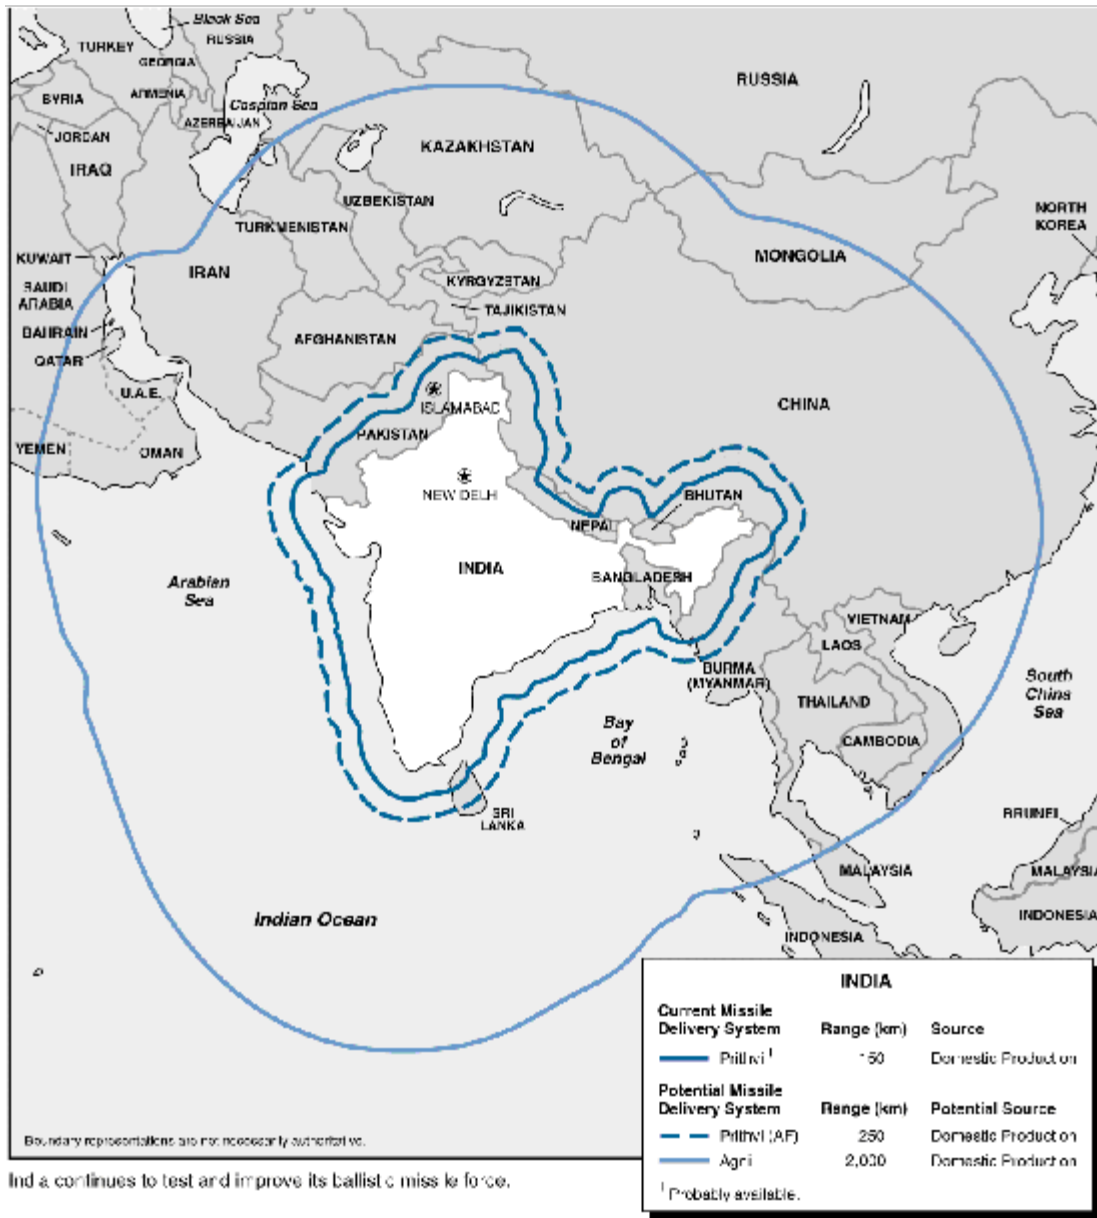 Black Sea
RUSSIA
TURKEY
GEORGIA
RUSSIA
SYRIA
ARMENIA
Caspian Sea
AZERBAIJAN
JORDAN
IRAQ
KAZAKHSTAN
UZBEKISTAN
TURKMENISTAN
NORTH
KOREA
MONGOLIA
KUWAIT
IRAN
KYRGYZSTAN
SAUDI
ARABIA
TAJIKISTAN
BAHRAIN
AFGHANISTAN
QATAR
U.A.E.
ISLAMABAD
CHINA
PAKISTAN
YEMEN
OMAN
NEW DELHI
BHUTAN
NEPAL
INDIA
BANGLADESH
Arabian
Sea
VIETNAM
LAOS
BURMA
(MYANMAR)
THAILAND
South
China
Sea
Bay
of
Bengal
CAMBODIA
SRI
LANKA
BRUNEI
MALAYSIA
MALAYSIA
Indian Ocean
INDONESIA
INDONESIA
INDIA
Current Missile
Delivery System Range (km) Source
Prithvi 1 150 Domestic Production
Potential Missile
Delivery System Range (km) Potential Source
Prithvi (AF) 250 Domestic Production
Agni 2,000 Domestic Production
1 Probably available.
Boundary representations are not necessarily authoritative.
India continues to test and improve its ballistic missile force.